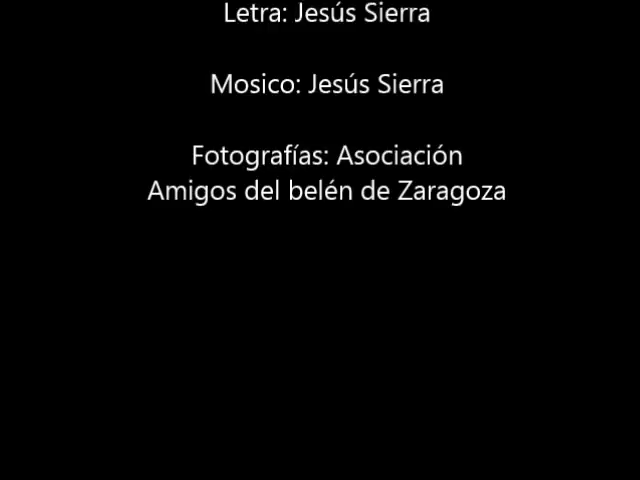 Letra: Jesús Sierra
Mosico: Jesús Sierra
Fotografías: Asociación
Amigos del belén de Zaragoza